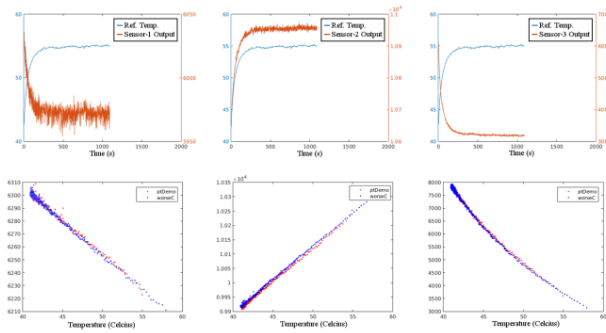 60
55
50
45
40
6050
6000
5950
Ref. Temp.
Sensor-1 Output
0 500 1000 1500 2000
Time (s)
60
55
50
45
40
1.1 ×10⁴
1.09
1.08
1.07
1.06
Ref. Temp.
Sensor-2 Output
0 500 1000 1500 2000
Time (s)
60
55
50
45
40
Ref. Temp.
Sensor-3 Output
0 500 1000 1500 2000
Time (s)
6310
6300
6290
6280
6270
6260
6250
6240
6230
6220
6210
ptDemo
worseC
40 45 50 55 60
Temperature (Celcius)
×10⁴
1.035
1.03
1.025
1.02
1.015
1.01
1.005
1
0.995
0.99
ptDemo
worseC
40 45 50 55 60
Temperature (Celcius)
8000
7500
7000
6500
6000
5500
5000
4500
4000
3500
3000
ptDemo
worseC
40 45 50 55 60
Temperature (Celcius)